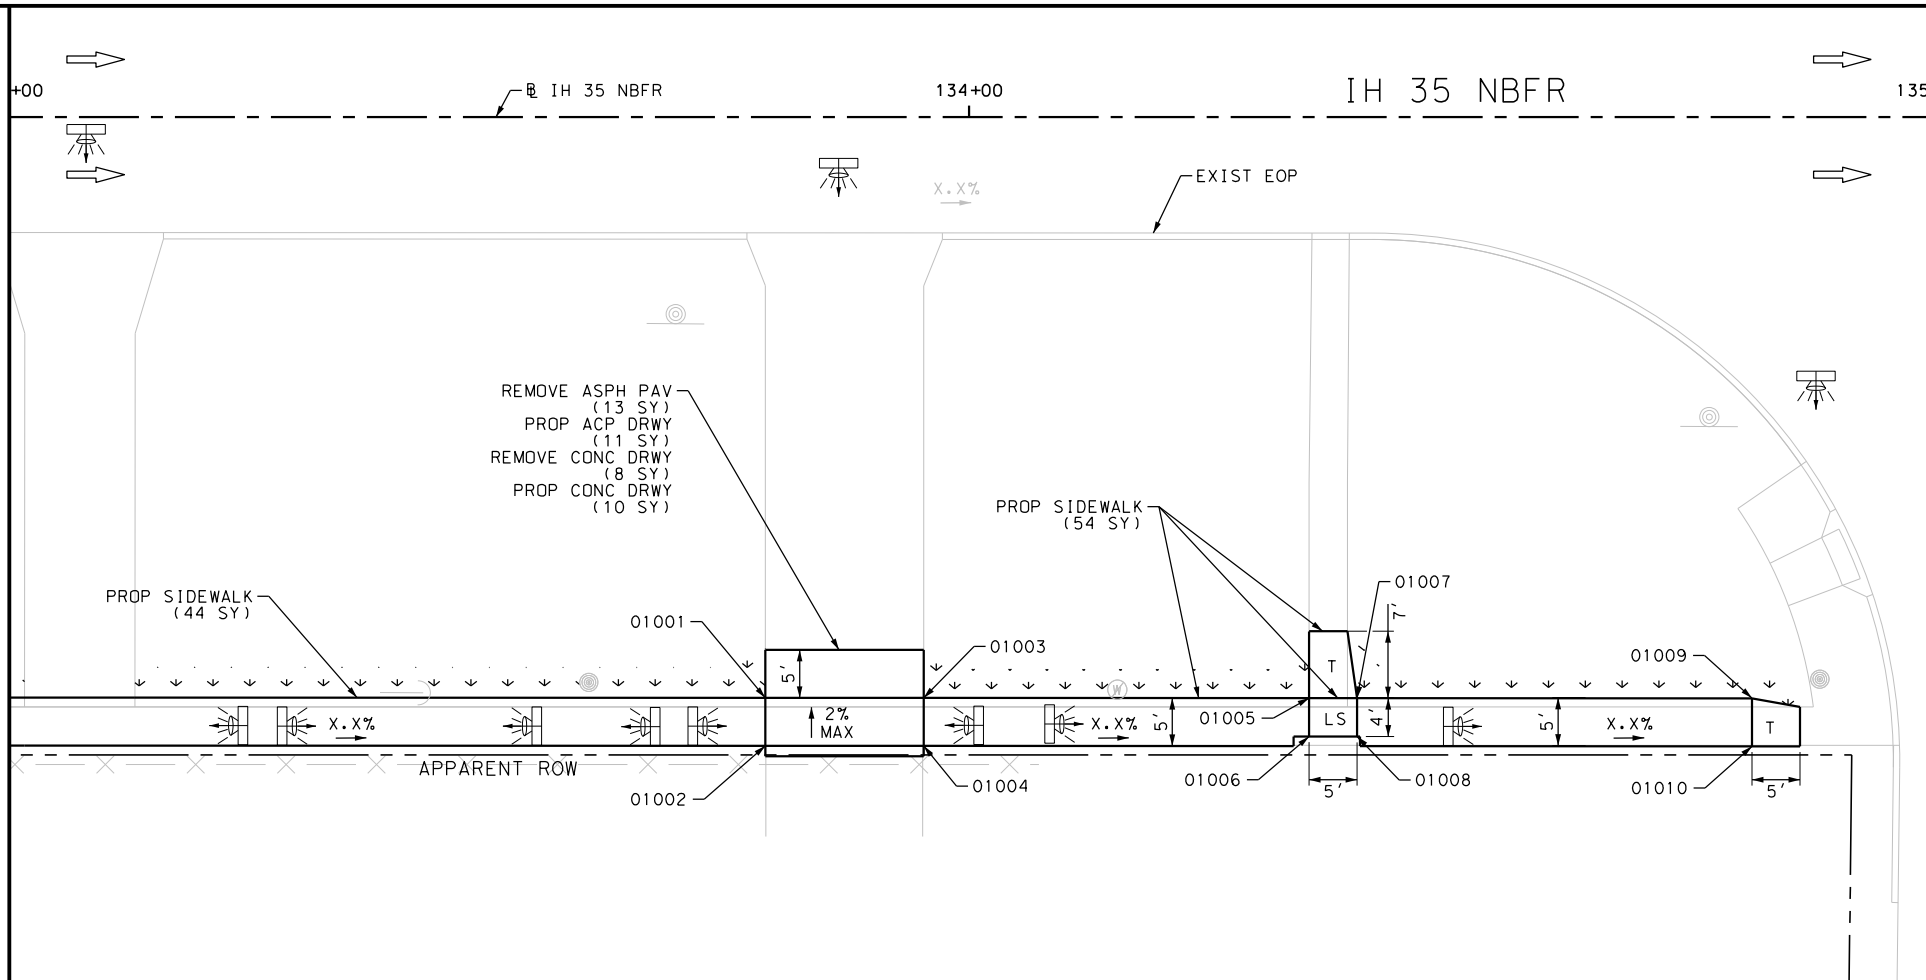 +00
℄ IH 35 NBFR
134+00
IH 35 NBFR
135
X.X%
EXIST EOP
REMOVE ASPH PAV
(13 SY)
PROP ACP DRWY
(11 SY)
REMOVE CONC DRWY
(8 SY)
PROP CONC DRWY
(10 SY)
PROP SIDEWALK
(54 SY)
01007
PROP SIDEWALK
(44 SY)
7'
01001
01003
01009
5'
T
W
01005
X.X%
2%
MAX
5'
X.X%
LS
4'
5'
X.X%
T
APPARENT ROW
01002
01004
01006
5'
01008
01010
5'